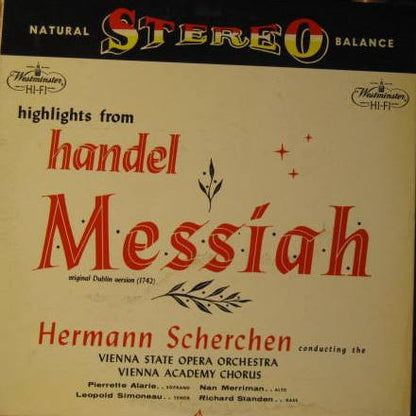 NATURAL STEREO BALANCE
Westminster HI-FI
Westminster HI-FI
highlights from
handel
Messiah
original Dublin version (1742)
Hermann Scherchen conducting the
VIENNA STATE OPERA ORCHESTRA
VIENNA ACADEMY CHORUS
Pierrette Alarie.. SOPRANO Nan Merriman.. ALTO
Leopold Simoneau.. TENOR Richard Standen.. BASS